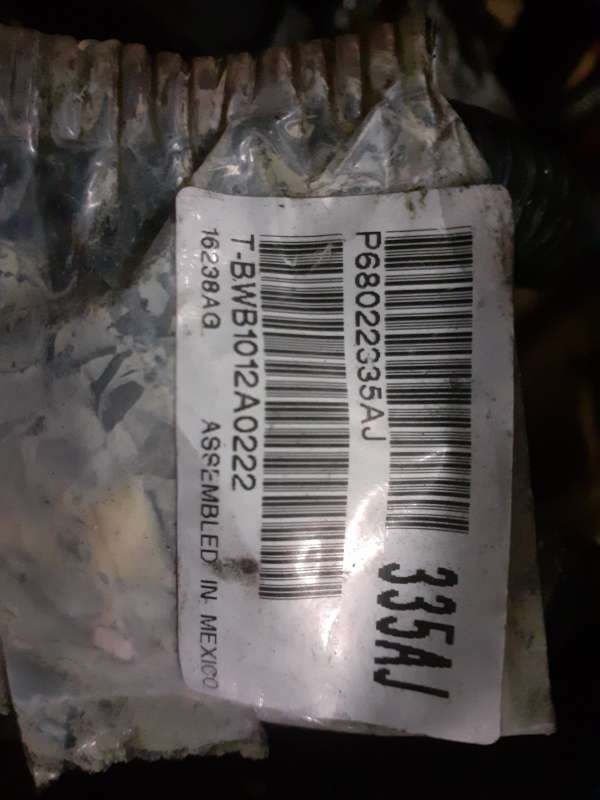 P68022335AJ
335AJ
T-BWB1012A0222
16238AG ASSEMBLED IN MEXICO